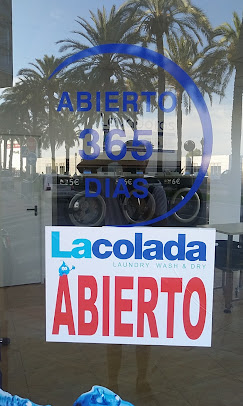 ABIERTO
365
DIAS
Lacolada
LAUNDRY WASH & DRY
ABIERTO